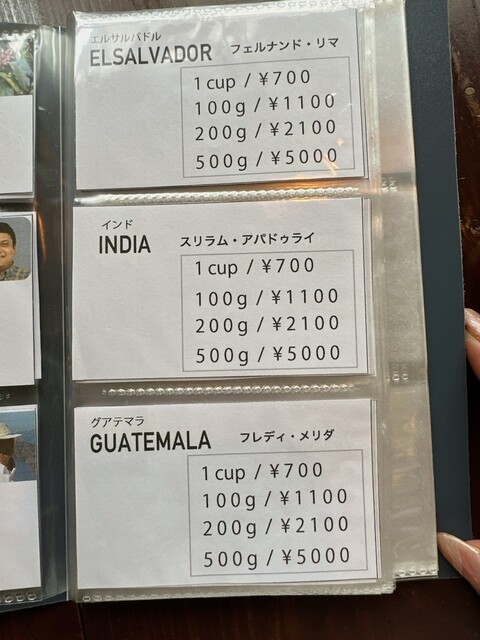 エルサルバドル
ELSALVADOR フェルナンド・リマ
1cup / ¥700
100g / ¥1100
200g / ¥2100
500g / ¥5000
インド
INDIA スリラム・アパドゥライ
1cup / ¥700
100g / ¥1100
200g / ¥2100
500g / ¥5000
グアテマラ
GUATEMALA フレディ・メリダ
1cup / ¥700
100g / ¥1100
200g / ¥2100
500g / ¥5000